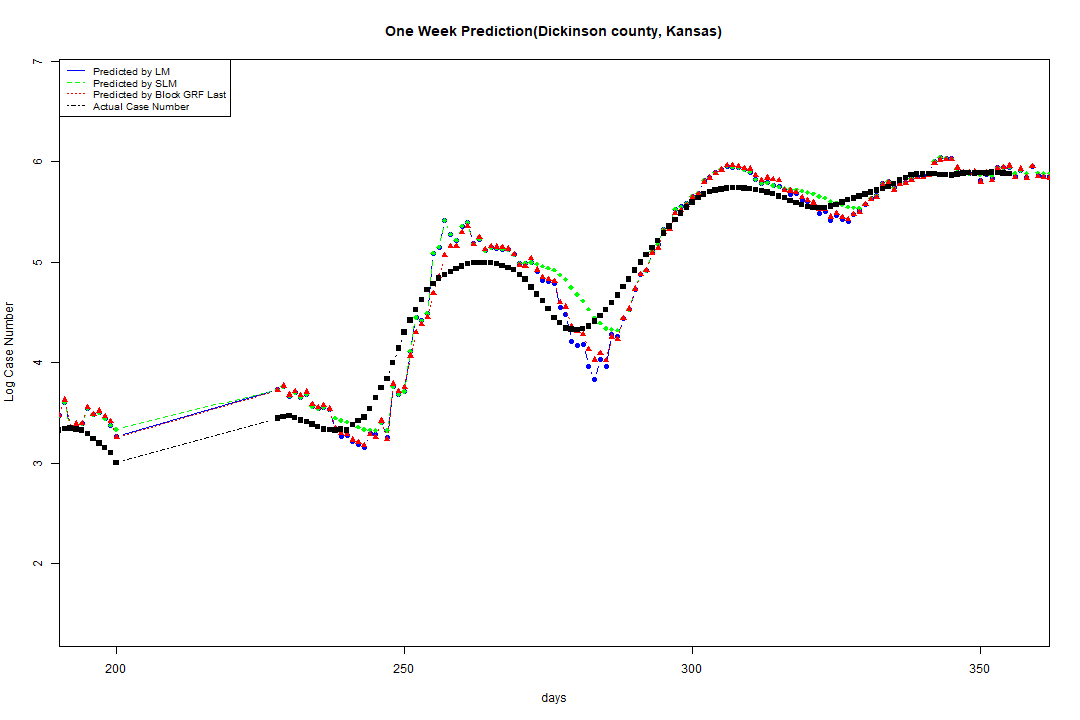 One Week Prediction(Dickinson county, Kansas)
Predicted by LM
Predicted by SLM
Predicted by Block GRF Last
Actual Case Number
7
6
5
4
3
2
Log Case Number
200 250 300 350
days